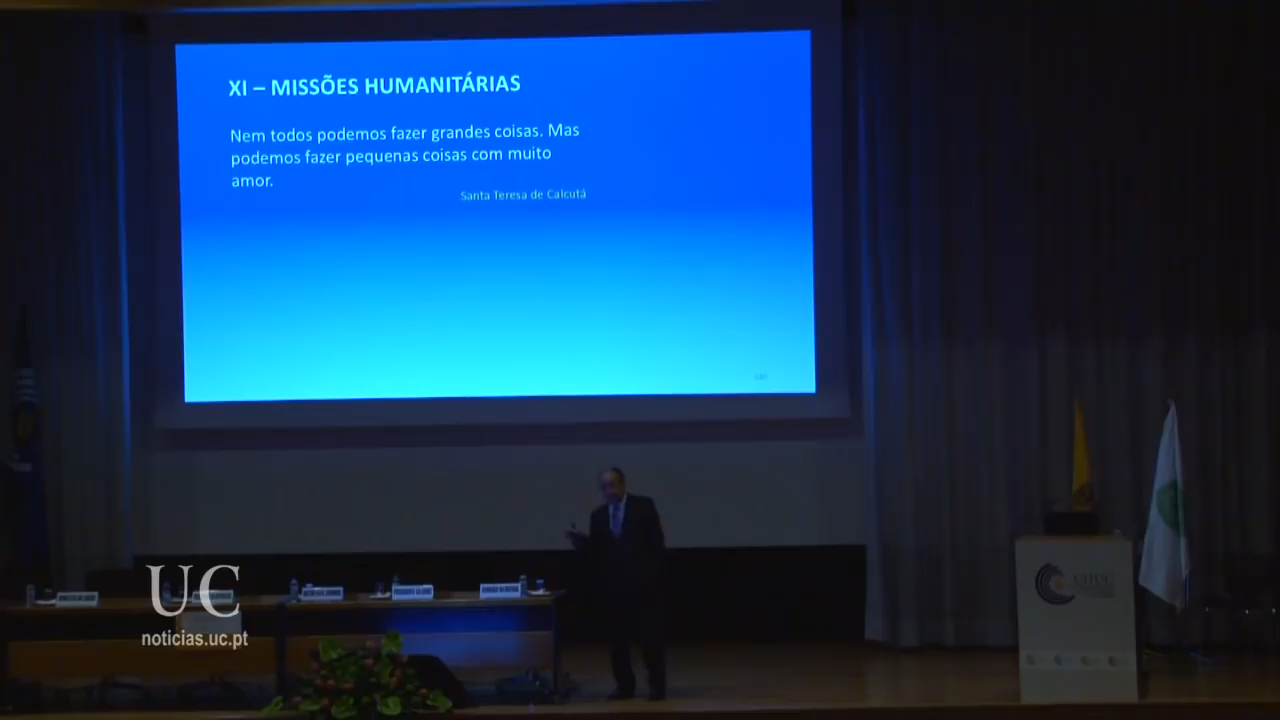 XI – MISSÕES HUMANITÁRIAS
Nem todos podemos fazer grandes coisas. Mas
podemos fazer pequenas coisas com muito
amor.
Santa Teresa de Calcutá
UC
noticias.uc.pt